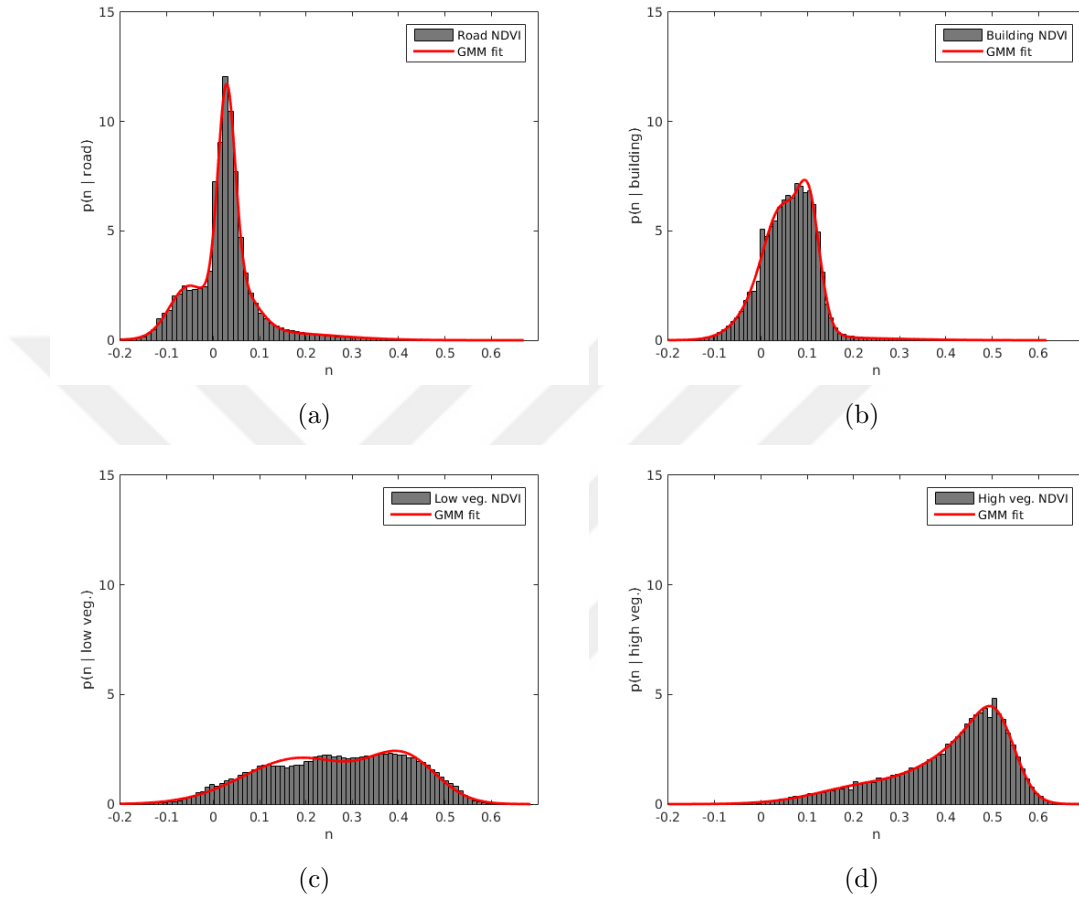 15
10
5
0
p(n | road)
-0.2 -0.1 0 0.1 0.2 0.3 0.4 0.5 0.6
n
Road NDVI
GMM fit
(a)
15
10
5
0
p(n | building)
-0.2 -0.1 0 0.1 0.2 0.3 0.4 0.5 0.6
n
Building NDVI
GMM fit
(b)
15
10
5
0
p(n | low veg.)
-0.2 -0.1 0 0.1 0.2 0.3 0.4 0.5 0.6
n
Low veg. NDVI
GMM fit
(c)
15
10
5
0
p(n | high veg.)
-0.2 -0.1 0 0.1 0.2 0.3 0.4 0.5 0.6
n
High veg. NDVI
GMM fit
(d)